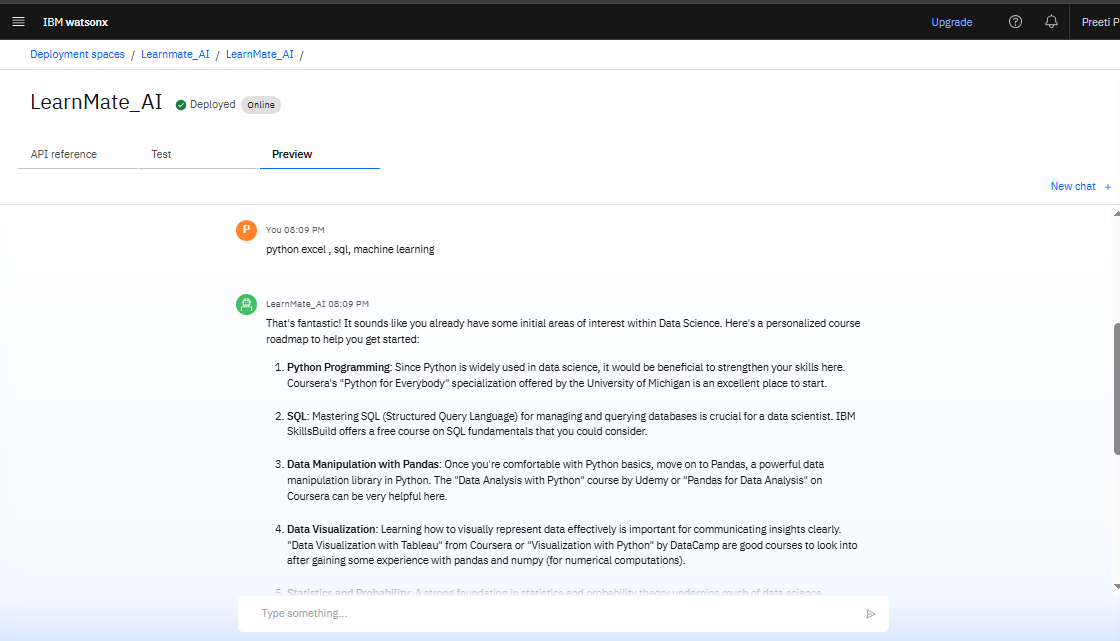 IBM watsonx
Upgrade
Preeti P
Deployment spaces / Learnmate_AI / LearnMate_AI /
LearnMate_AI Deployed Online
API reference Test Preview
New chat +
P
You 08:09 PM
python excel , sql, machine learning
LearnMate_AI 08:09 PM
That's fantastic! It sounds like you already have some initial areas of interest within Data Science. Here's a personalized course
roadmap to help you get started:
1. Python Programming: Since Python is widely used in data science, it would be beneficial to strengthen your skills here.
Coursera's "Python for Everybody" specialization offered by the University of Michigan is an excellent place to start.
2. SQL: Mastering SQL (Structured Query Language) for managing and querying databases is crucial for a data scientist. IBM
SkillsBuild offers a free course on SQL fundamentals that you could consider.
3. Data Manipulation with Pandas: Once you're comfortable with Python basics, move on to Pandas, a powerful data
manipulation library in Python. The "Data Analysis with Python" course by Udemy or "Pandas for Data Analysis" on
Coursera can be very helpful here.
4. Data Visualization: Learning how to visually represent data effectively is important for communicating insights clearly.
"Data Visualization with Tableau" from Coursera or "Visualization with Python" by DataCamp are good courses to look into
after gaining some experience with pandas and numpy (for numerical computations).
5. Statistics and Probability: A strong foundation in statistics and probability theory underpins much of data science.
Type something...